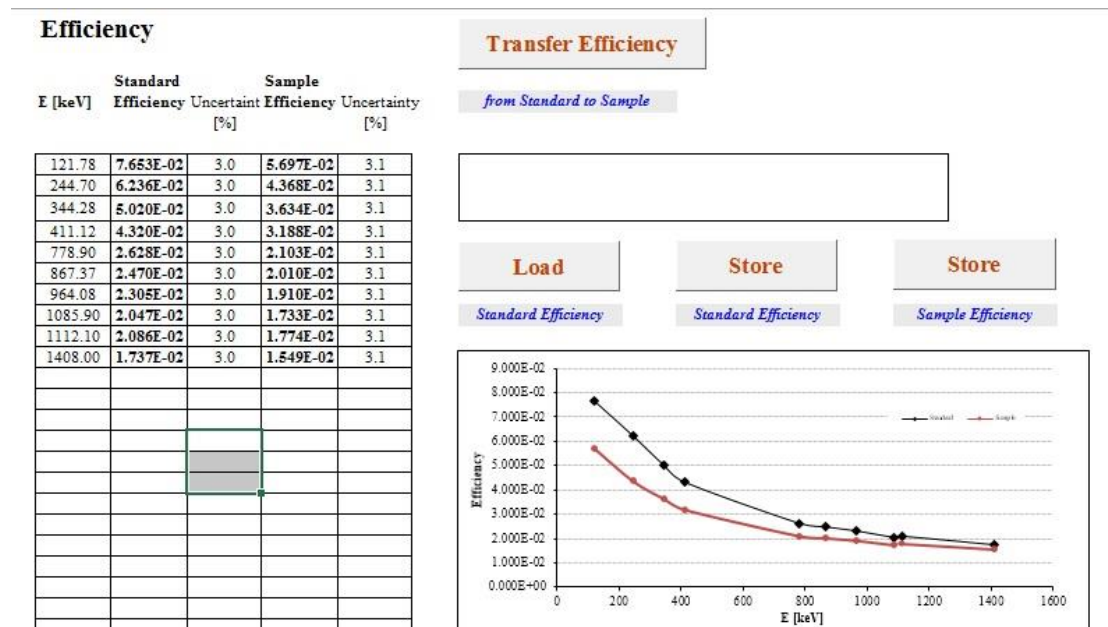 Efficiency
Standard Sample
E [keV] Efficiency Uncertaint Efficiency Uncertainty
[%] [%]
121.78 7.653E-02 3.0 5.697E-02 3.1
244.70 6.236E-02 3.0 4.368E-02 3.1
344.28 5.020E-02 3.0 3.634E-02 3.1
411.12 4.320E-02 3.0 3.188E-02 3.1
778.90 2.628E-02 3.0 2.103E-02 3.1
867.37 2.470E-02 3.0 2.010E-02 3.1
964.08 2.305E-02 3.0 1.910E-02 3.1
1085.90 2.047E-02 3.0 1.733E-02 3.1
1112.10 2.086E-02 3.0 1.774E-02 3.1
1408.00 1.737E-02 3.0 1.549E-02 3.1
Transfer Efficiency
from Standard to Sample
Load
Standard Efficiency
Store
Standard Efficiency
Store
Sample Efficiency
9.000E-02
8.000E-02
7.000E-02
6.000E-02
5.000E-02
4.000E-02
3.000E-02
2.000E-02
1.000E-02
0.000E+00
Efficiency
Standard Sample
0 200 400 600 800 1000 1200 1400 1600
E [keV]